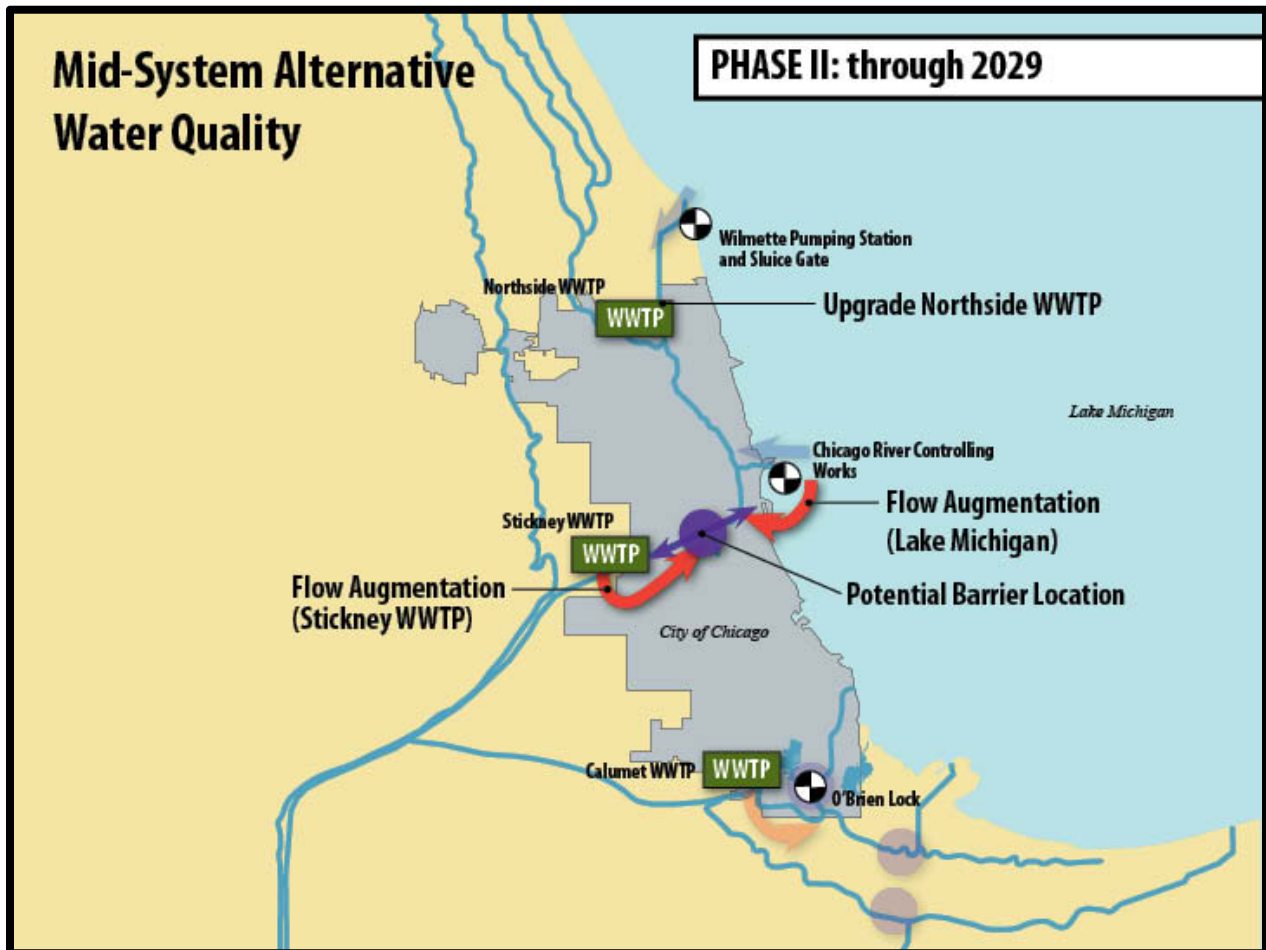 Mid-System Alternative
Water Quality
PHASE II: through 2029
Wilmette Pumping Station
and Sluice Gate
Northside WWTP
WWTP
Upgrade Northside WWTP
Lake Michigan
Chicago River Controlling
Works
Flow Augmentation
(Lake Michigan)
Stickney WWTP
WWTP
Flow Augmentation
(Stickney WWTP)
Potential Barrier Location
City of Chicago
Calumet WWTP
WWTP
O'Brien Lock